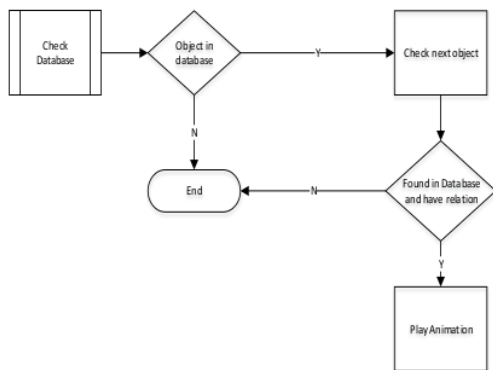 Check
Database
Object in
database
Y
Check next object
N
End
N
Found in Database
and have relation
Y
Play Animation